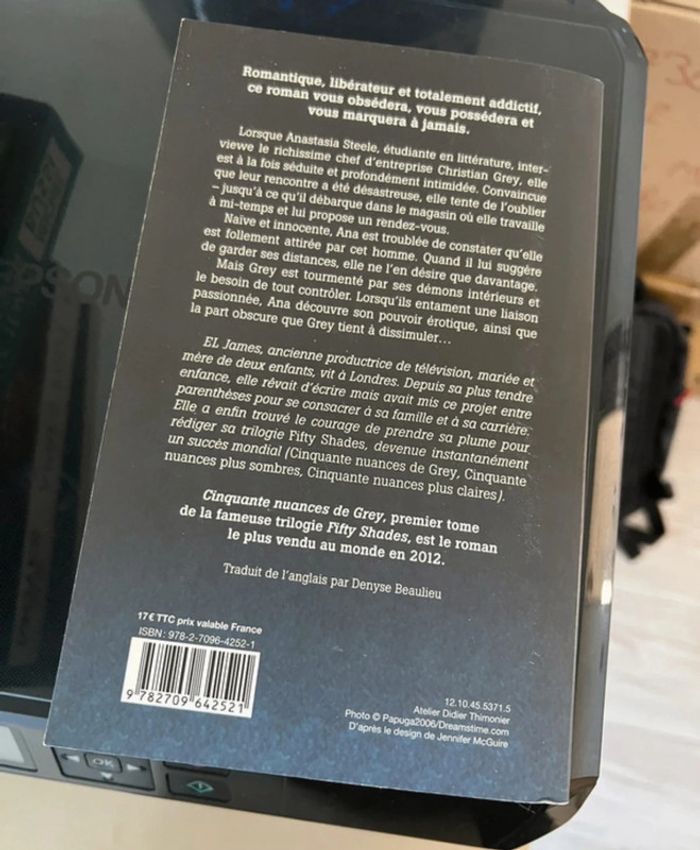 Romantique, libérateur et totalement addictif,
ce roman vous obsédera, vous possédera et
vous marquera à jamais.
Lorsque Anastasia Steele, étudiante en littérature, inter-
viewe le richissime chef d'entreprise Christian Grey, elle
est à la fois séduite et profondément intimidée. Convaincue
que leur rencontre a été désastreuse, elle tente de l'oublier
– jusqu'à ce qu'il débarque dans le magasin où elle travaille
à mi-temps et lui propose un rendez-vous.
Naïve et innocente, Ana est troublée de constater qu'elle
est follement attirée par cet homme. Quand il lui suggère
de garder ses distances, elle ne l'en désire que davantage.
Mais Grey est tourmenté par ses démons intérieurs et
le besoin de tout contrôler. Lorsqu'ils entament une liaison
passionnée, Ana découvre son pouvoir érotique, ainsi que
la part obscure que Grey tient à dissimuler...
EL James, ancienne productrice de télévision, mariée et
mère de deux enfants, vit à Londres. Depuis sa plus tendre
enfance, elle rêvait d'écrire mais avait mis ce projet entre
parenthèses pour se consacrer à sa famille et à sa carrière.
Elle a enfin trouvé le courage de prendre sa plume pour
rédiger sa trilogie Fifty Shades, devenue instantanément
un succès mondial (Cinquante nuances de Grey, Cinquante
nuances plus sombres, Cinquante nuances plus claires).
Cinquante nuances de Grey, premier tome
de la fameuse trilogie Fifty Shades, est le roman
le plus vendu au monde en 2012.
Traduit de l'anglais par Denyse Beaulieu
17 € TTC prix valable France
ISBN : 978-2-7096-4252-1
9 782709 642521
12.10.45.5371.5
Atelier Didier Thimonier
Photo © Papuga2006/Dreamstime.com
D'après le design de Jennifer McGuire
EPSON
OK